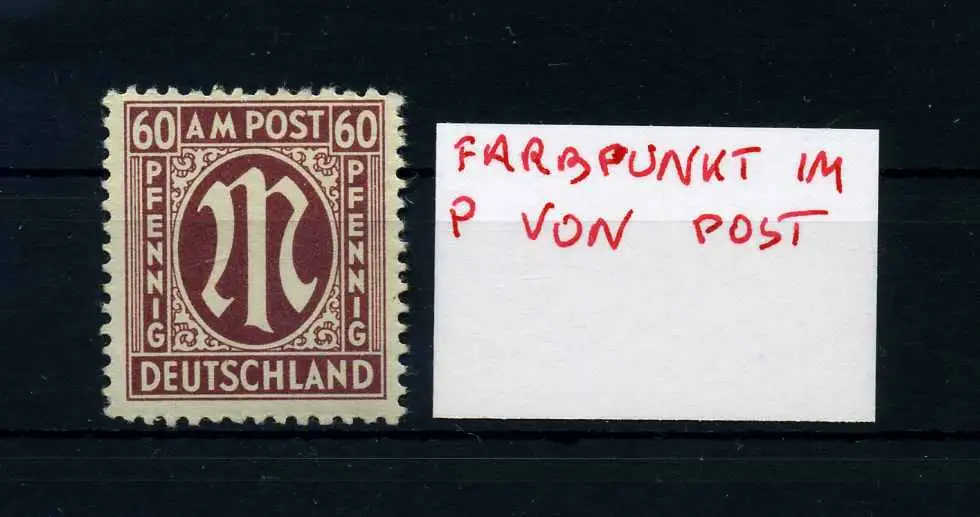 60 AM POST 60
PFENNIG
M
PFENNIG
DEUTSCHLAND
FARBPUNKT IM
P VON POST